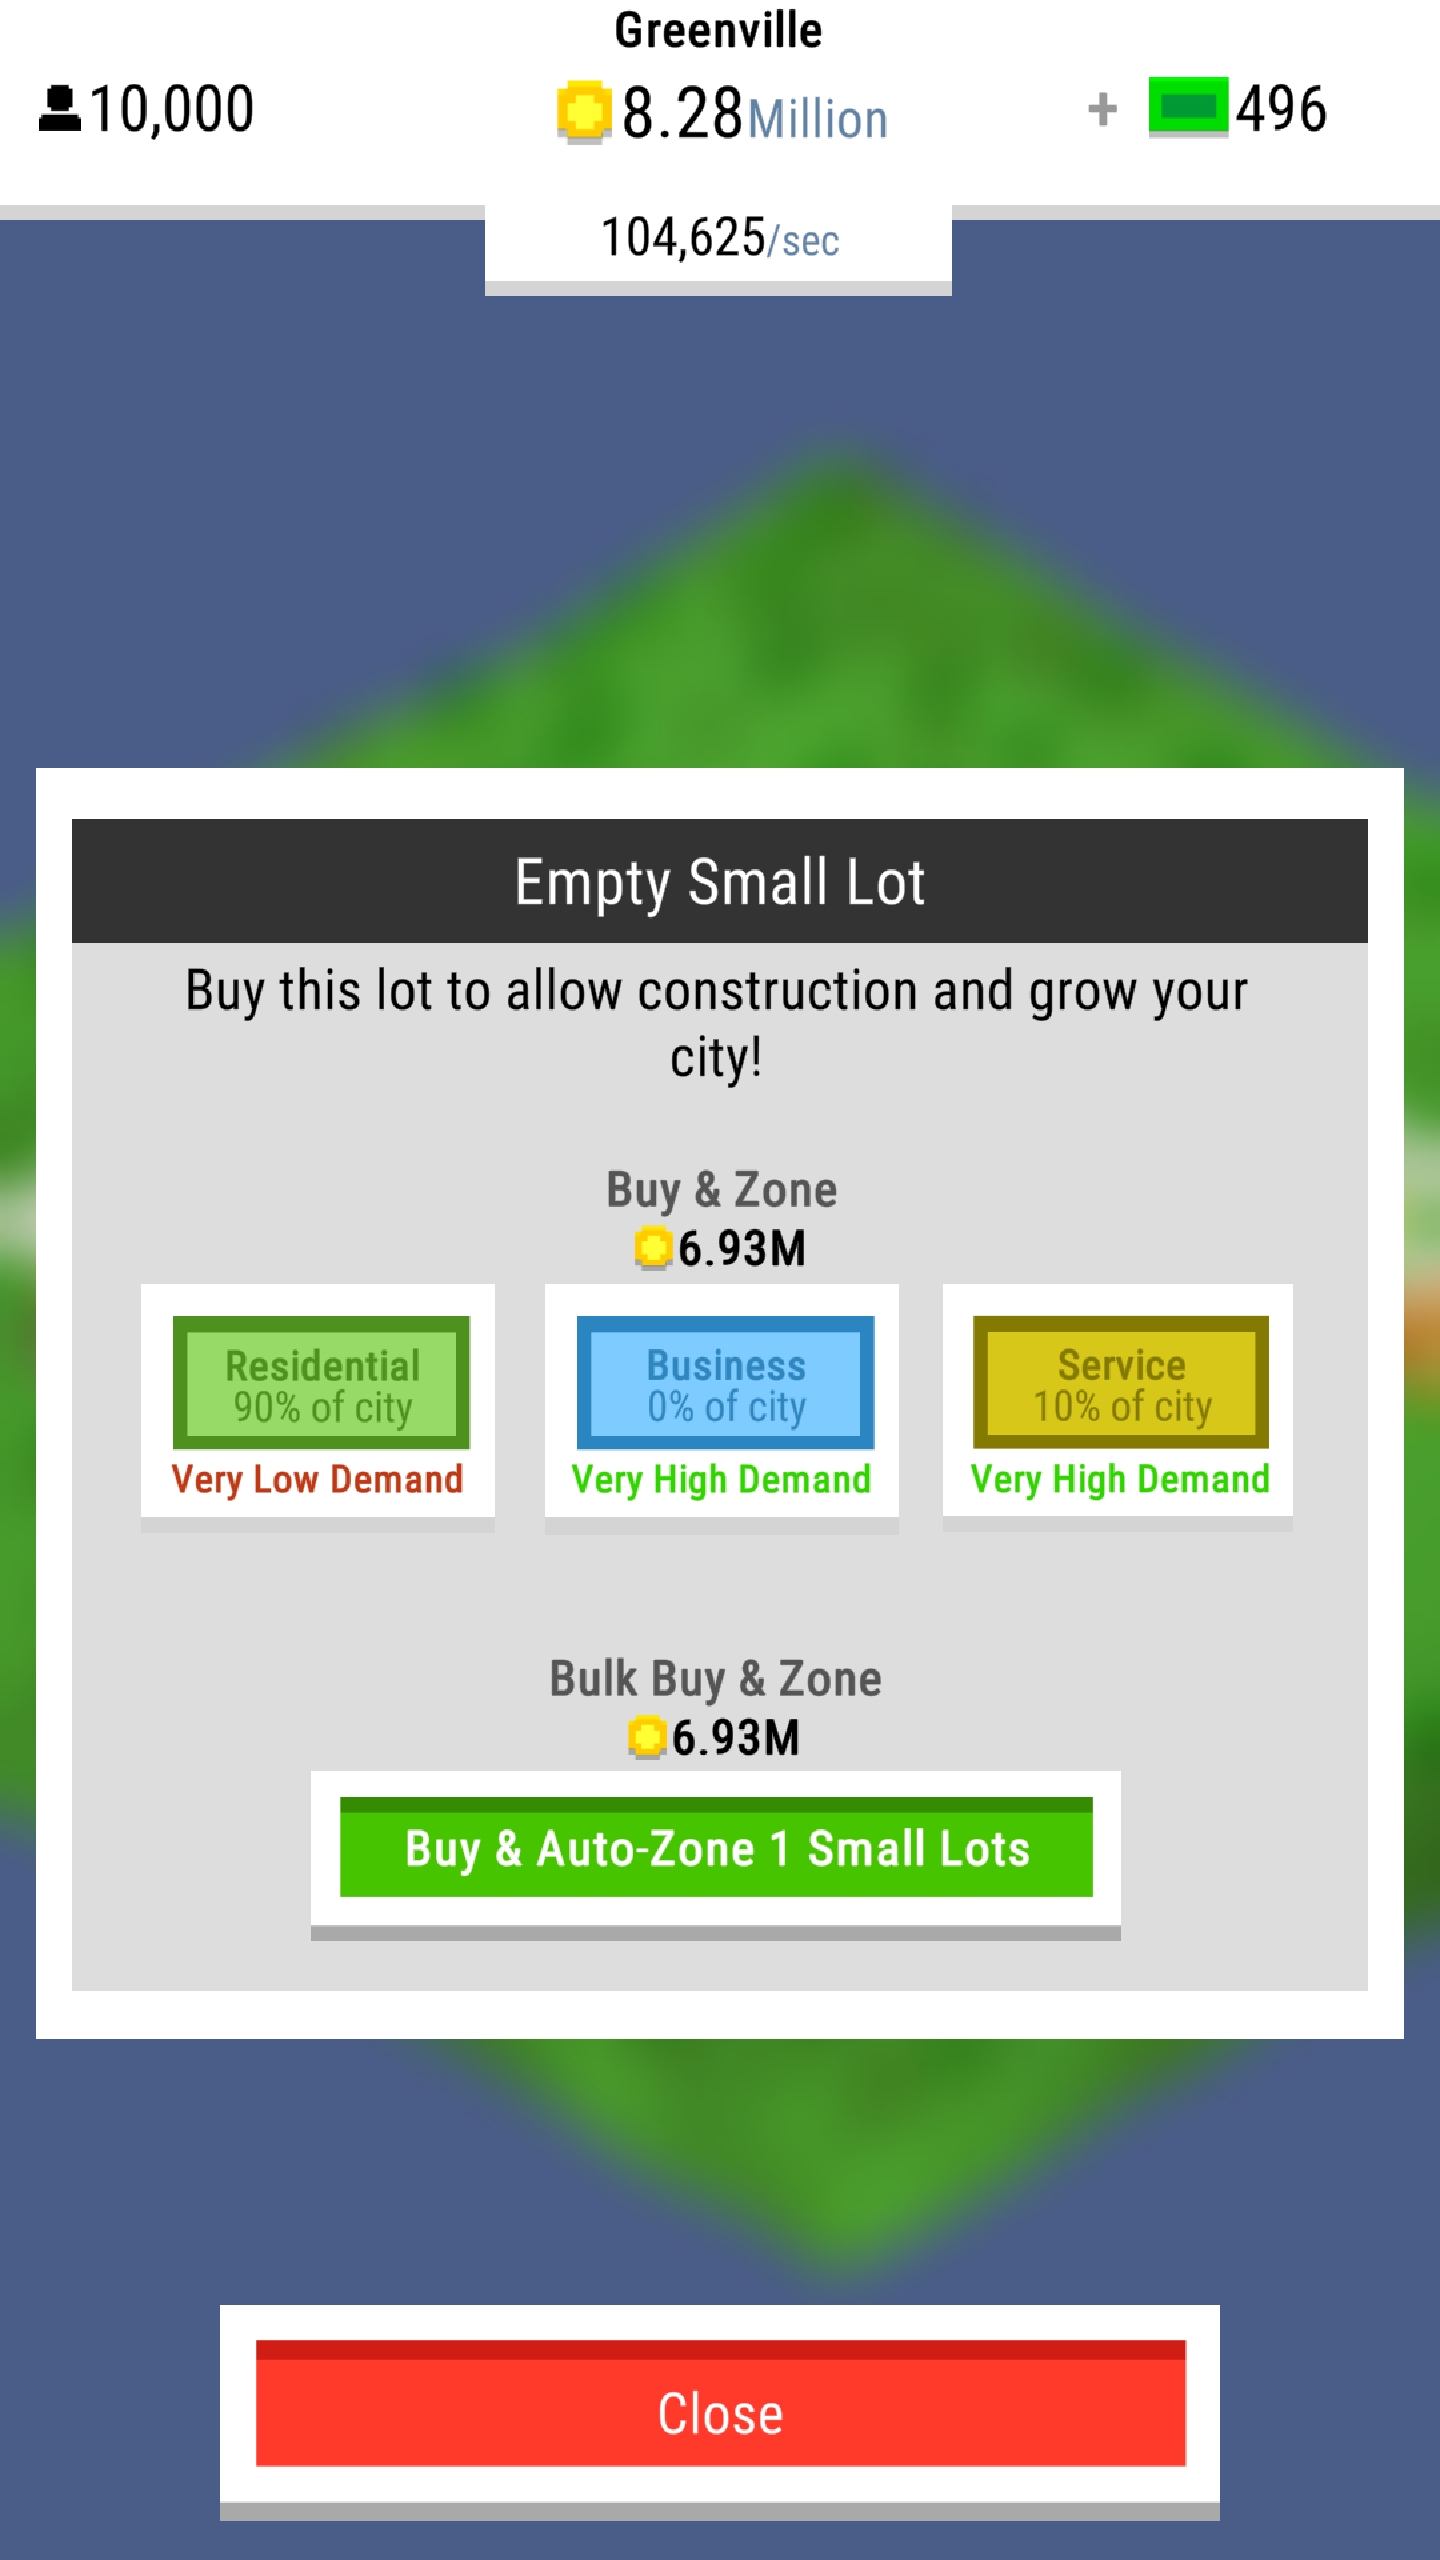 Greenville
10,000
8.28Million
+ 496
104,625/sec
Empty Small Lot
Buy this lot to allow construction and grow your
city!
Buy & Zone
6.93M
Residential
90% of city
Very Low Demand
Business
0% of city
Very High Demand
Service
10% of city
Very High Demand
Bulk Buy & Zone
6.93M
Buy & Auto-Zone 1 Small Lots
Close